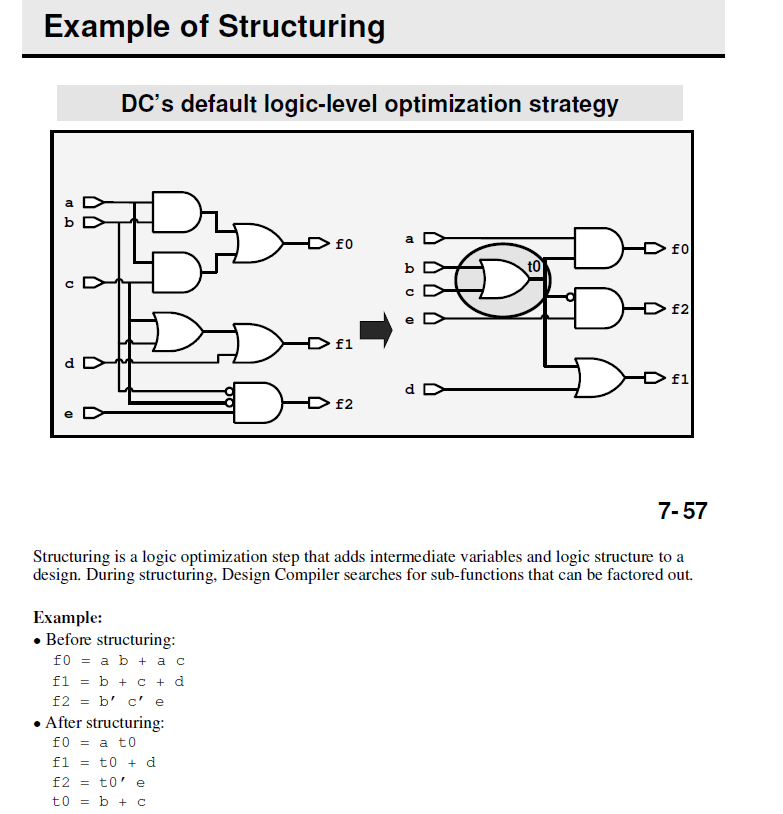 Example of Structuring
DC's default logic-level optimization strategy
a
b
c
d
e
f0
f1
f2
a
b
c
e
d
t0
f0
f2
f1
7- 57
Structuring is a logic optimization step that adds intermediate variables and logic structure to a
design. During structuring, Design Compiler searches for sub-functions that can be factored out.
Example:
• Before structuring:
f0 = a b + a c
f1 = b + c + d
f2 = b′ c′ e
• After structuring:
f0 = a t0
f1 = t0 + d
f2 = t0′ e
t0 = b + c